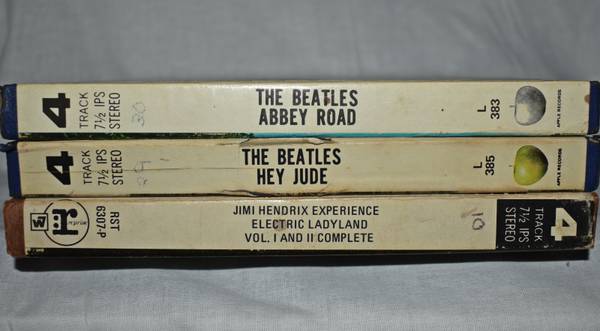 4
TRACK
7½ IPS
STEREO
30
THE BEATLES
ABBEY ROAD
L
383
APPLE RECORDS
4
TRACK
7½ IPS
STEREO
THE BEATLES
HEY JUDE
L
385
APPLE RECORDS
RST
6307-P
JIMI HENDRIX EXPERIENCE
ELECTRIC LADYLAND
VOL. I AND II COMPLETE
10
4
TRACK
7½ IPS
STEREO